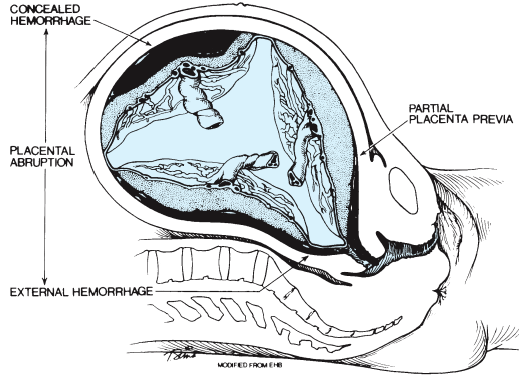 CONCEALED
HEMORRHAGE
PARTIAL
PLACENTA PREVIA
PLACENTAL
ABRUPTION
EXTERNAL HEMORRHAGE
MODIFIED FROM EHB